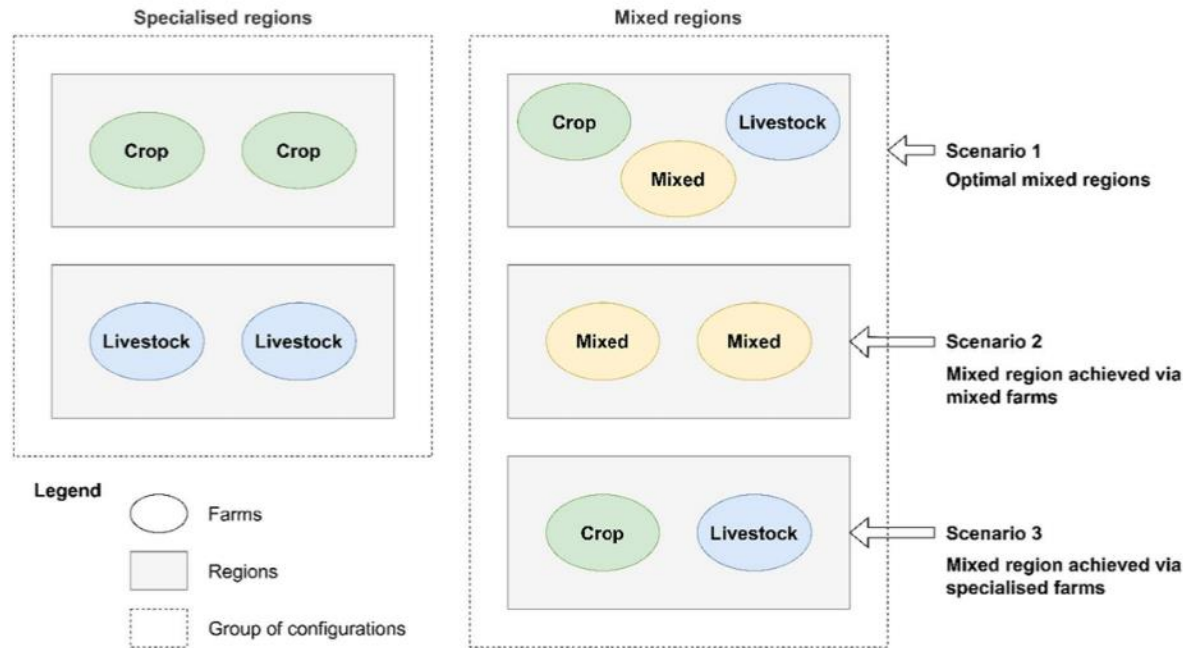 Specialised regions
Mixed regions
Crop
Crop
Livestock
Livestock
Crop
Livestock
Mixed
Scenario 1
Optimal mixed regions
Mixed
Mixed
Scenario 2
Mixed region achieved via
mixed farms
Crop
Livestock
Scenario 3
Mixed region achieved via
specialised farms
Legend
Farms
Regions
Group of configurations